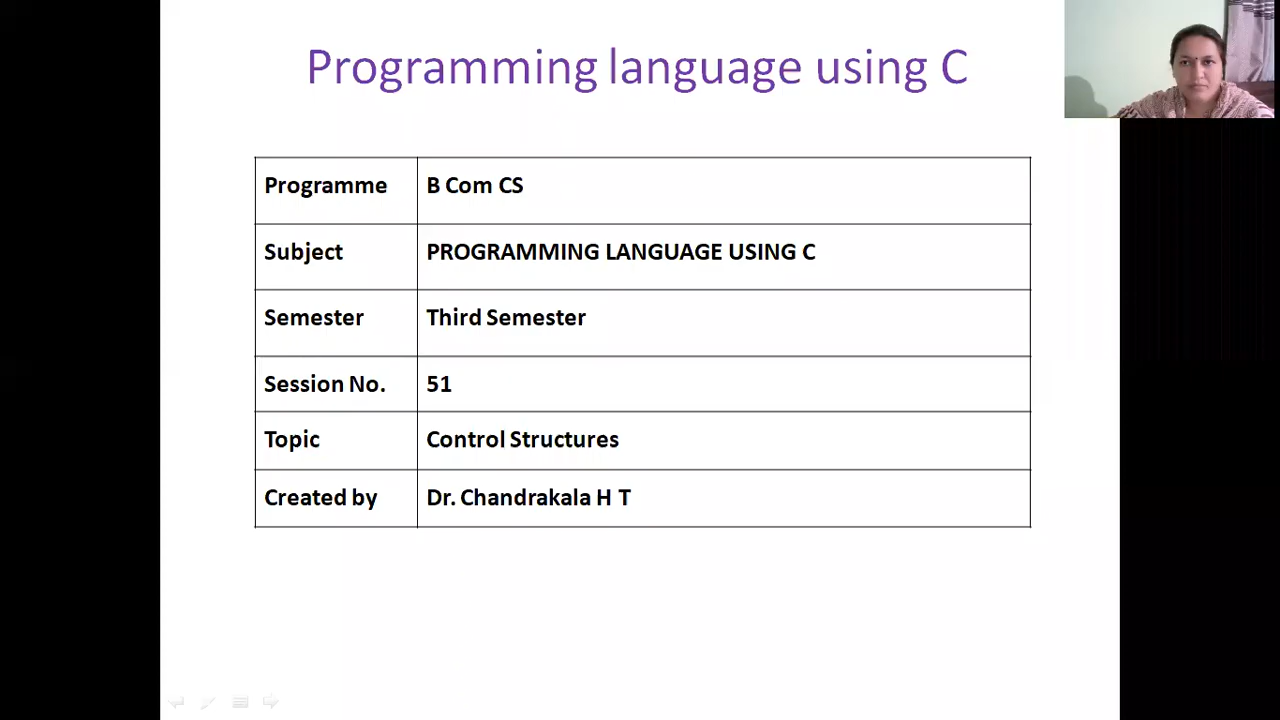 Programming language using C
Programme B Com CS
Subject PROGRAMMING LANGUAGE USING C
Semester Third Semester
Session No. 51
Topic Control Structures
Created by Dr. Chandrakala H T